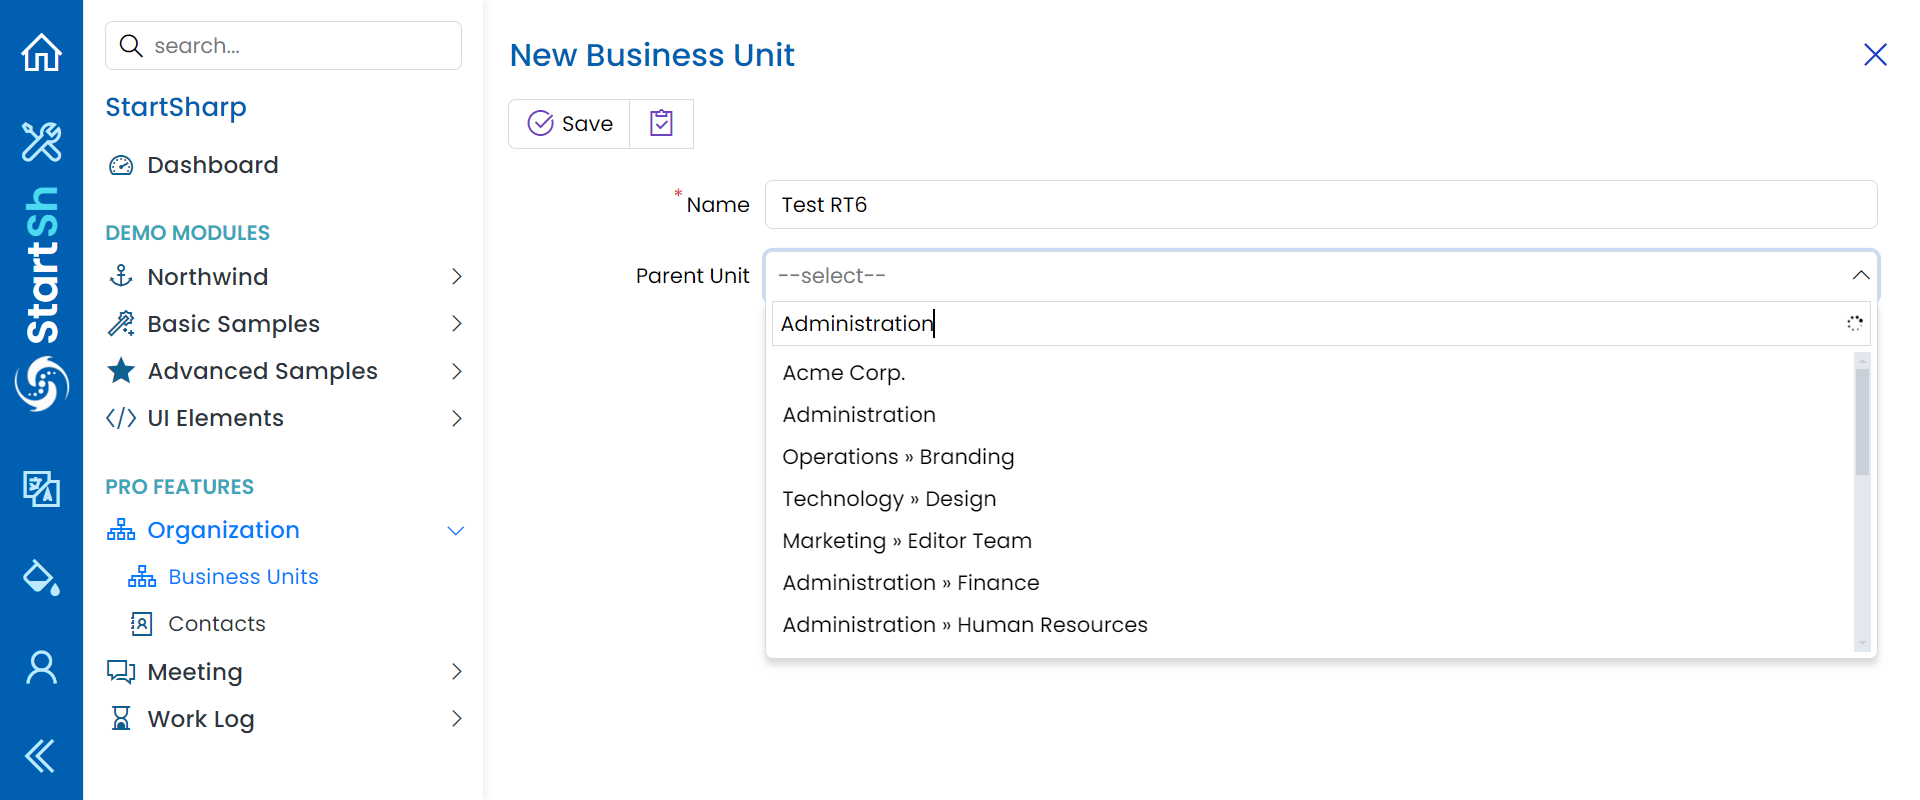 StartSh
search...
StartSharp
Dashboard
DEMO MODULES
Northwind
Basic Samples
Advanced Samples
UI Elements
PRO FEATURES
Organization
Business Units
Contacts
Meeting
Work Log
New Business Unit
Save
* Name
Test RT6
Parent Unit
--select--
Administration
Acme Corp.
Administration
Operations » Branding
Technology » Design
Marketing » Editor Team
Administration » Finance
Administration » Human Resources